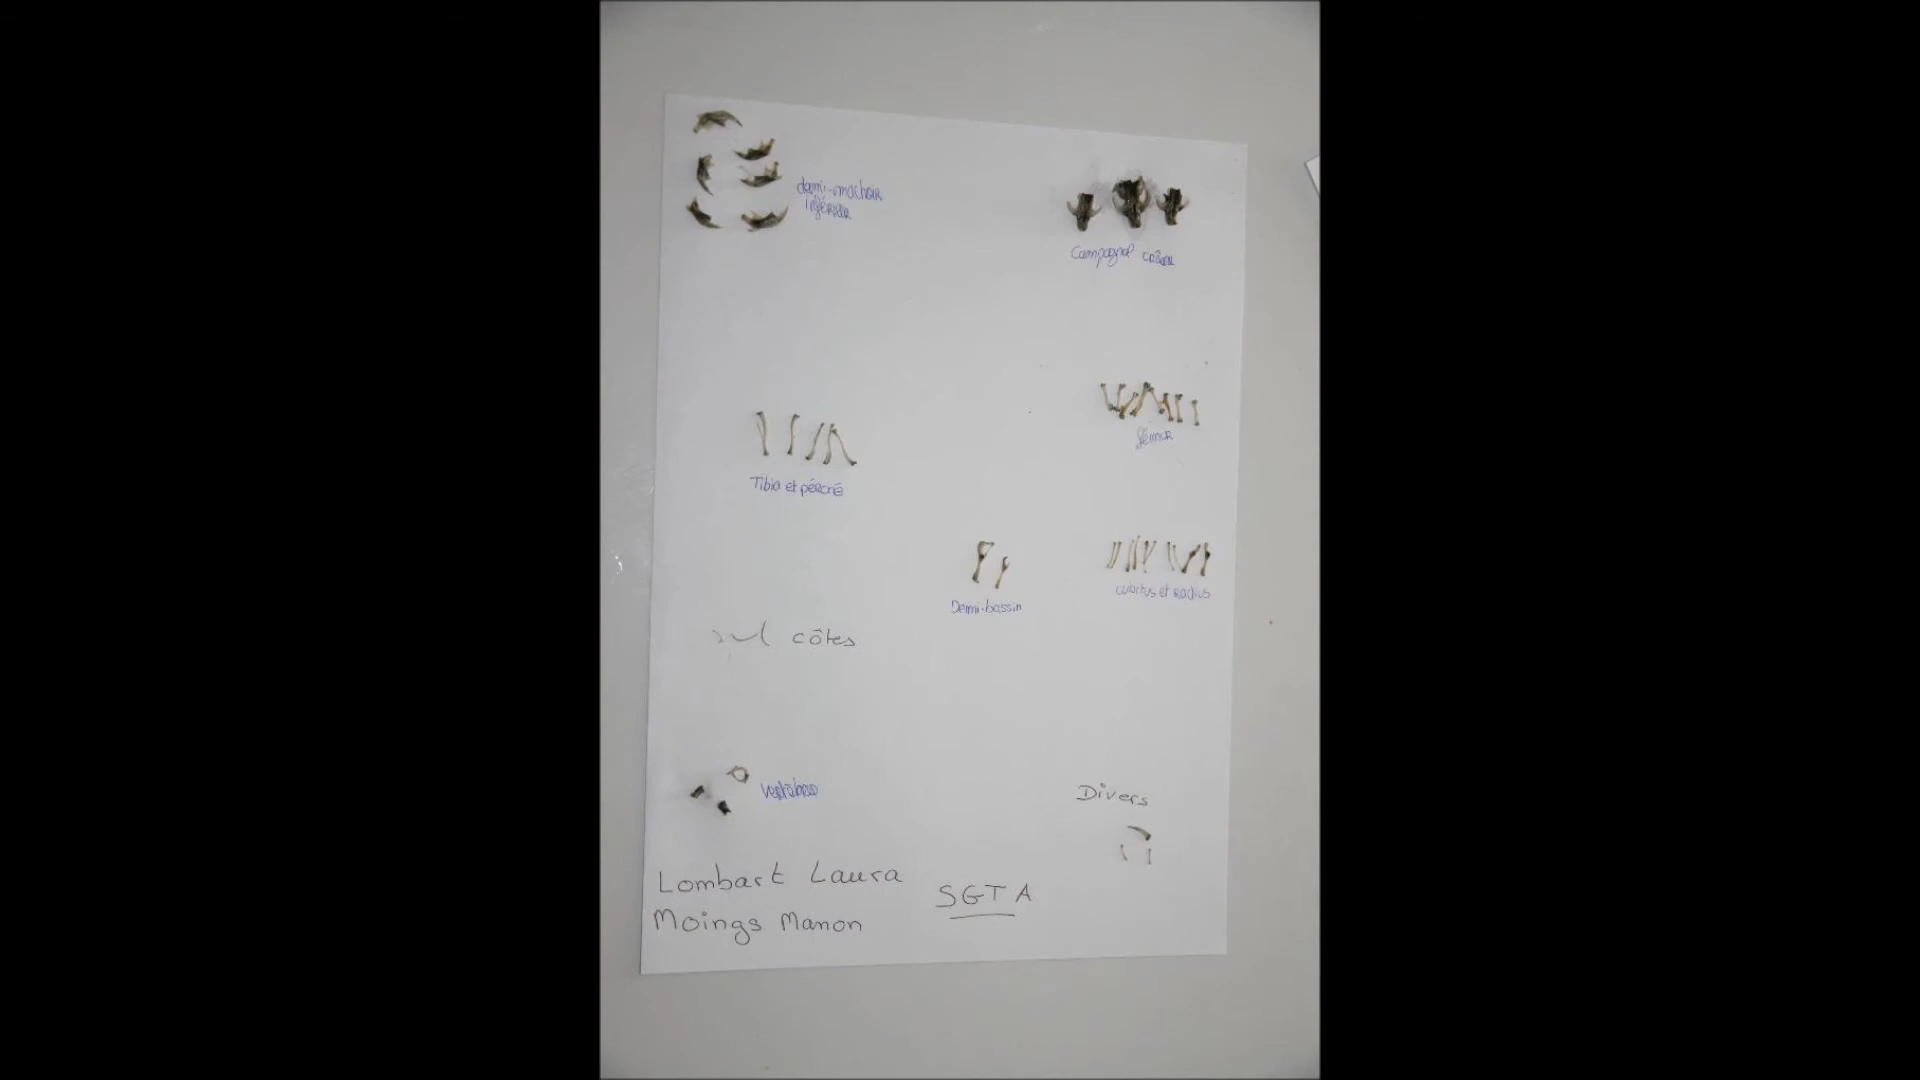 demi-machoir
inférieur
Campagnol crâne
fémur
Tibia et péroné
cubitus et radius
Demi-bassin
côtes
vertèbres
Divers
Lombart Laura
SGTA
Moings Manon